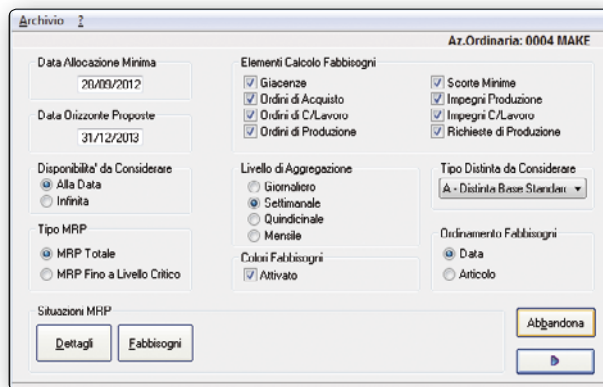 Archivio ?
Az.Ordinaria: 0004 MAKE
Data Allocazione Minima
20/09/2012
Data Orizzonte Proposte
31/12/2013
Disponibilita' da Considerare
Alla Data
Infinita
Tipo MRP
MRP Totale
MRP Fino a Livello Critico
Elementi Calcolo Fabbisogni
Giacenze
Ordini di Acquisto
Ordini di C/Lavoro
Ordini di Produzione
Scorte Minime
Impegni Produzione
Impegni C/Lavoro
Richieste di Produzione
Livello di Aggregazione
Giornaliero
Settimanale
Quindicinale
Mensile
Colori Fabbisogni
Attivato
Tipo Distinta da Considerare
A - Distinta Base Standard
Ordinamento Fabbisogni
Data
Articolo
Situazioni MRP
Dettagli
Fabbisogni
Abbandona